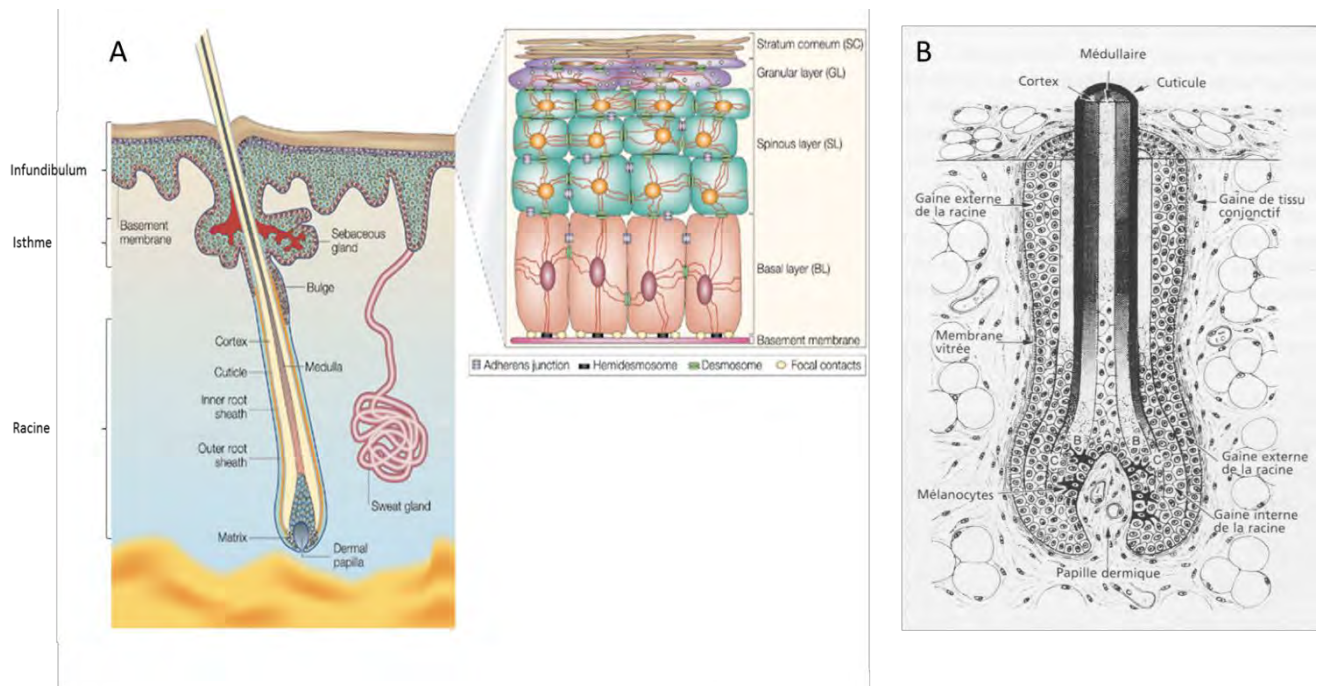 A
Infundibulum
Isthme
Racine
Basement
membrane
Sebaceous
gland
Bulge
Cortex
Medulla
Cuticle
Inner root
sheath
Outer root
sheath
Sweat gland
Matrix
Dermal
papilla
Stratum corneum (SC)
Granular layer (GL)
Spinous layer (SL)
Basal layer (BL)
Basement membrane
Adherens junction
Hemidesmosome
Desmosome
Focal contacts
B
Médullaire
Cortex
Cuticule
Gaine externe
de la racine
Gaine de tissu
conjonctif
Membrane
vitrée
B A B
C C
Gaine externe
de la racine
Mélanocytes
Gaine interne
de la racine
Papille dermique